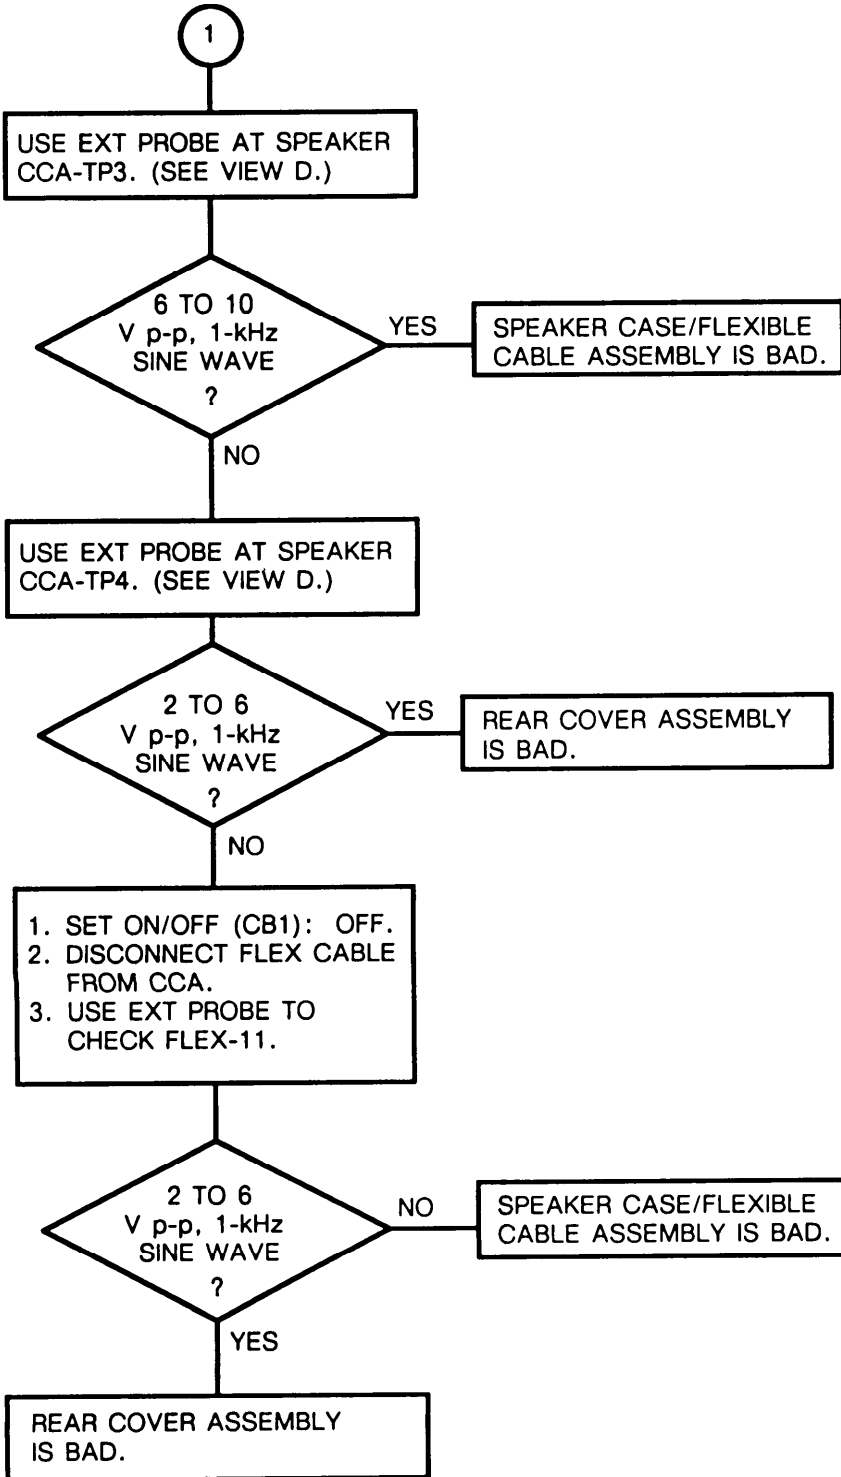 1
USE EXT PROBE AT SPEAKER
CCA-TP3. (SEE VIEW D.)
6 TO 10
V p-p, 1-kHz
SINE WAVE
?
YES
SPEAKER CASE/FLEXIBLE
CABLE ASSEMBLY IS BAD.
NO
USE EXT PROBE AT SPEAKER
CCA-TP4. (SEE VIEW D.)
2 TO 6
V p-p, 1-kHz
SINE WAVE
?
YES
REAR COVER ASSEMBLY
IS BAD.
NO
1. SET ON/OFF (CB1): OFF.
2. DISCONNECT FLEX CABLE
FROM CCA.
3. USE EXT PROBE TO
CHECK FLEX-11.
2 TO 6
V p-p, 1-kHz
SINE WAVE
?
NO
SPEAKER CASE/FLEXIBLE
CABLE ASSEMBLY IS BAD.
YES
REAR COVER ASSEMBLY
IS BAD.